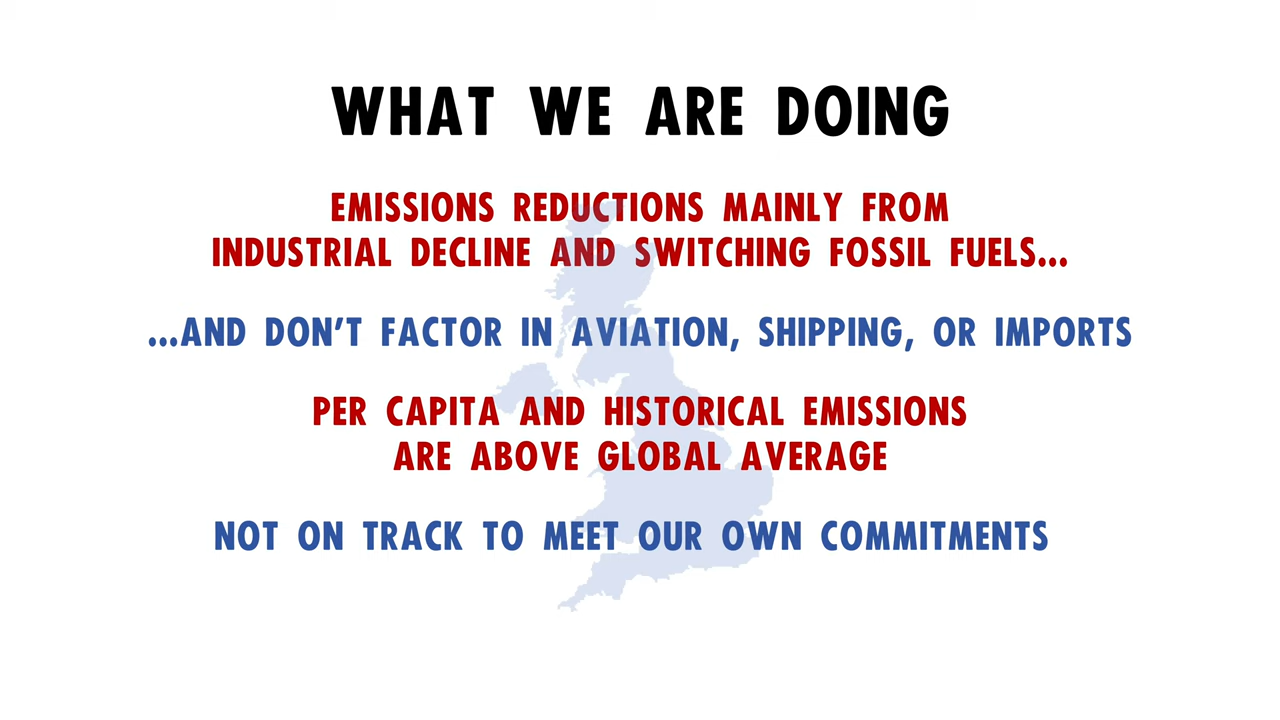 WHAT WE ARE DOING
EMISSIONS REDUCTIONS MAINLY FROM
INDUSTRIAL DECLINE AND SWITCHING FOSSIL FUELS...
...AND DON'T FACTOR IN AVIATION, SHIPPING, OR IMPORTS
PER CAPITA AND HISTORICAL EMISSIONS
ARE ABOVE GLOBAL AVERAGE
NOT ON TRACK TO MEET OUR OWN COMMITMENTS